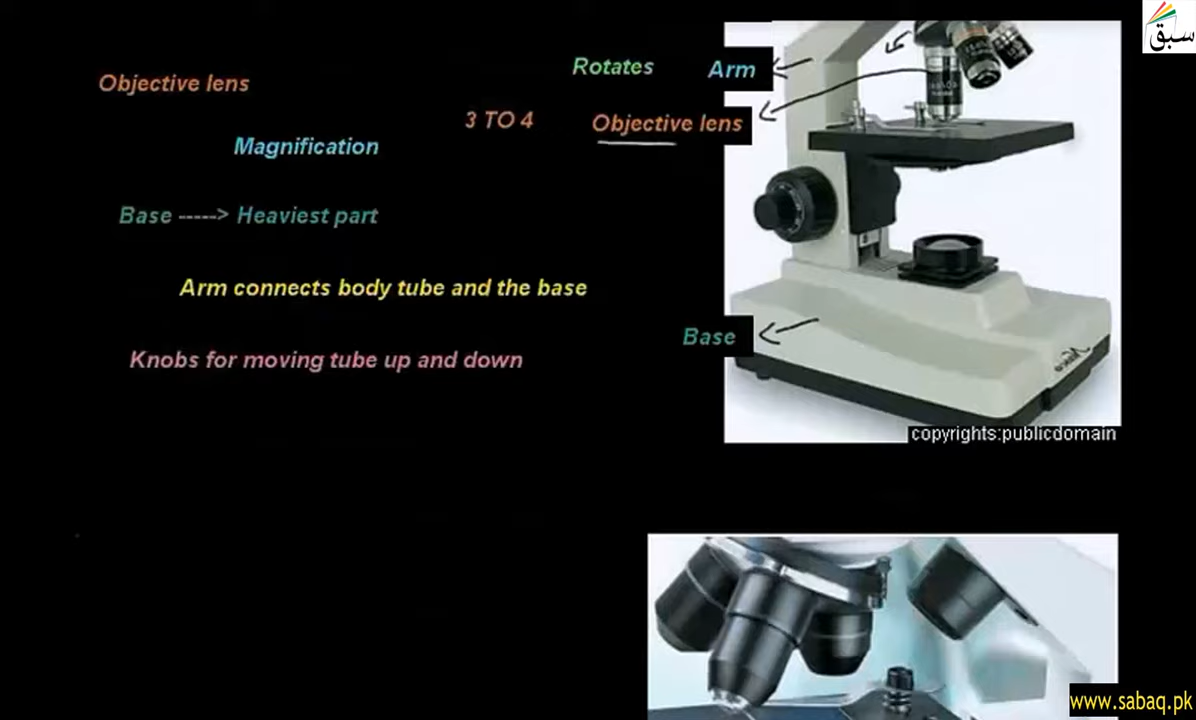 سبق
Rotates
Arm
Objective lens
3 TO 4
Objective lens
Magnification
Base -----> Heaviest part
Arm connects body tube and the base
Base
Knobs for moving tube up and down
copyrights:publicdomain
www.sabaq.pk